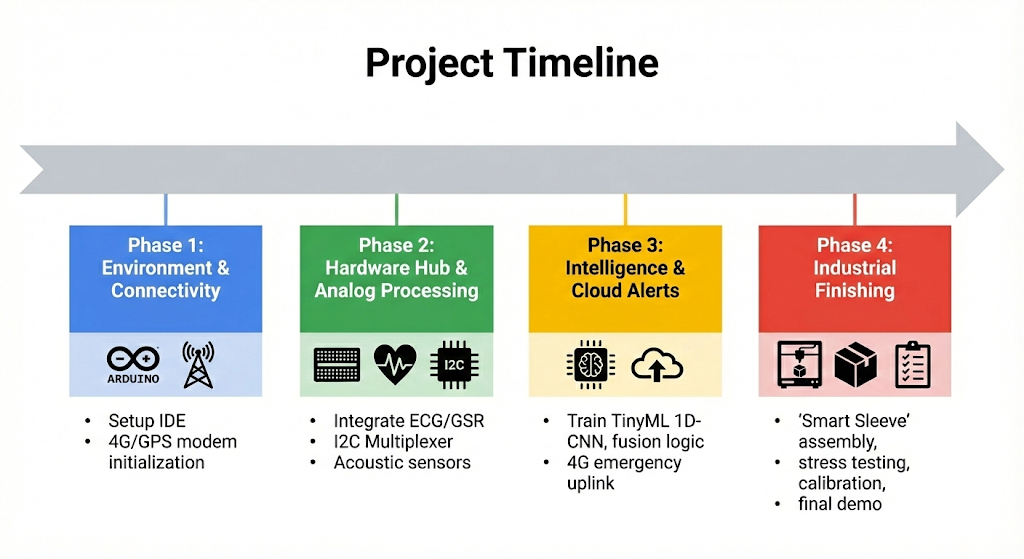 Project Timeline
Phase 1:
Environment &
Connectivity
ARDUINO
• Setup IDE
• 4G/GPS modem
initialization
Phase 2:
Hardware Hub &
Analog Processing
I2C
• Integrate ECG/GSR
• I2C Multiplexer
• Acoustic sensors
Phase 3:
Intelligence &
Cloud Alerts
• Train TinyML 1D-
CNN, fusion logic
• 4G emergency
uplink
Phase 4:
Industrial
Finishing
• ‘Smart Sleeve’
assembly,
• stress testing,
calibration,
• final demo